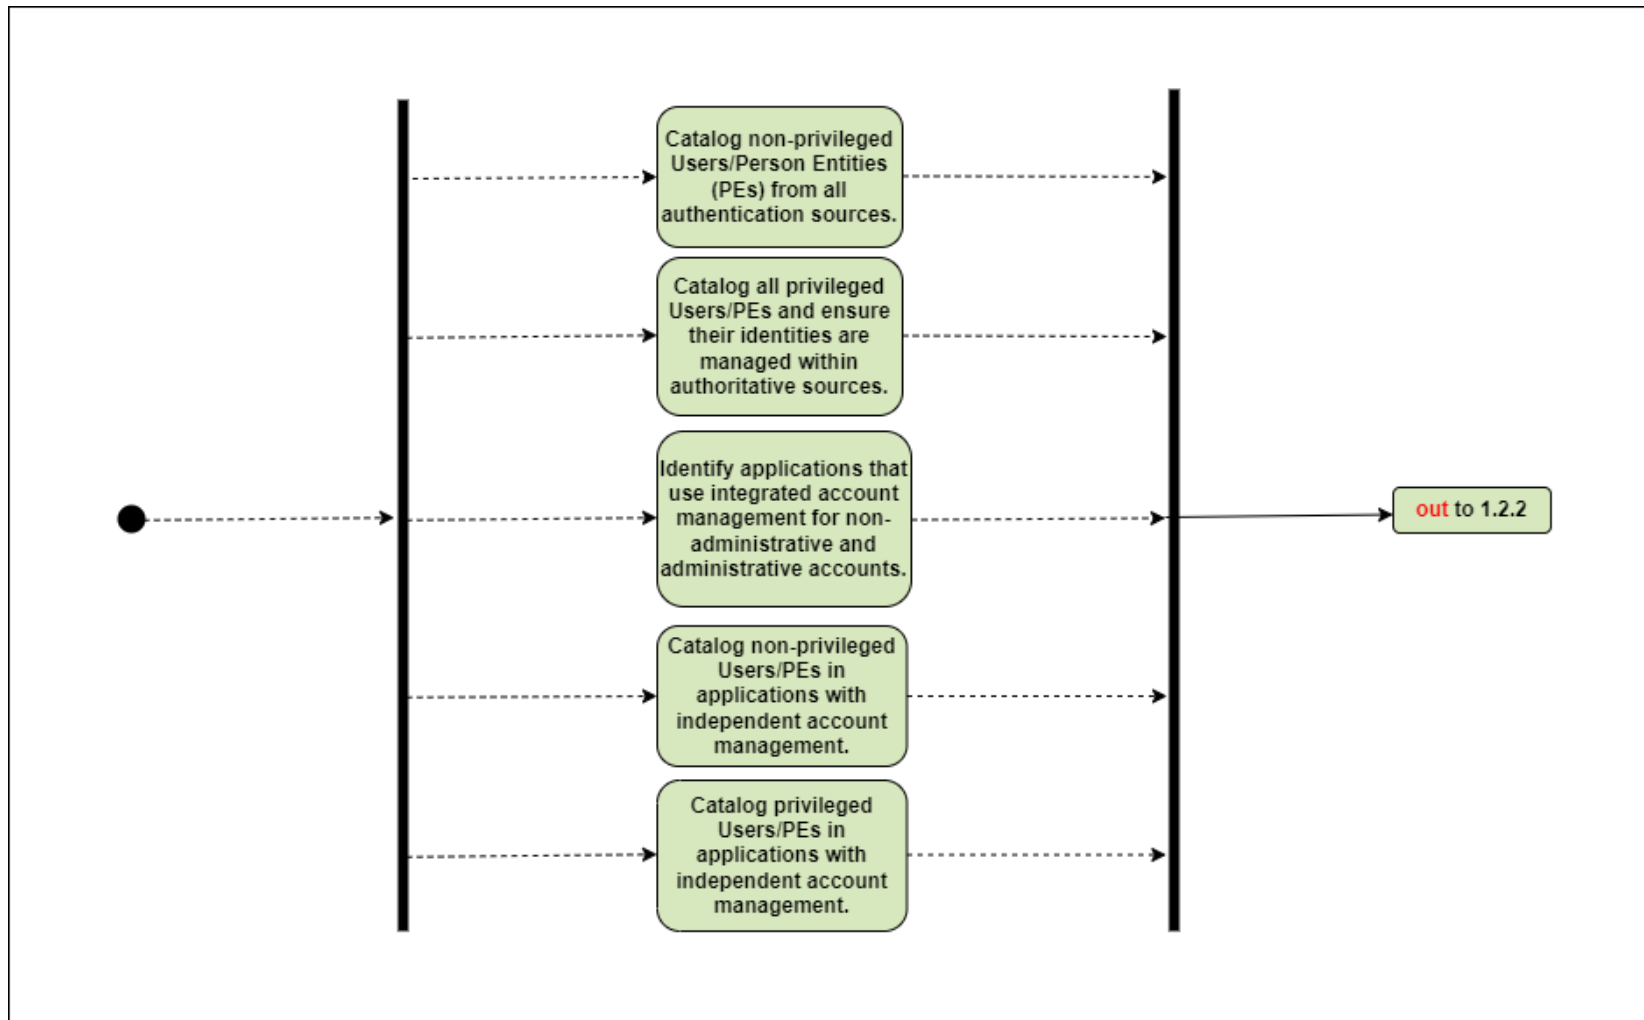 Catalog non-privileged
Users/Person Entities
(PEs) from all
authentication sources.
Catalog all privileged
Users/PEs and ensure
their identities are
managed within
authoritative sources.
Identify applications that
use integrated account
management for non-
administrative and
administrative accounts.
out to 1.2.2
Catalog non-privileged
Users/PEs in
applications with
independent account
management.
Catalog privileged
Users/PEs in
applications with
independent account
management.